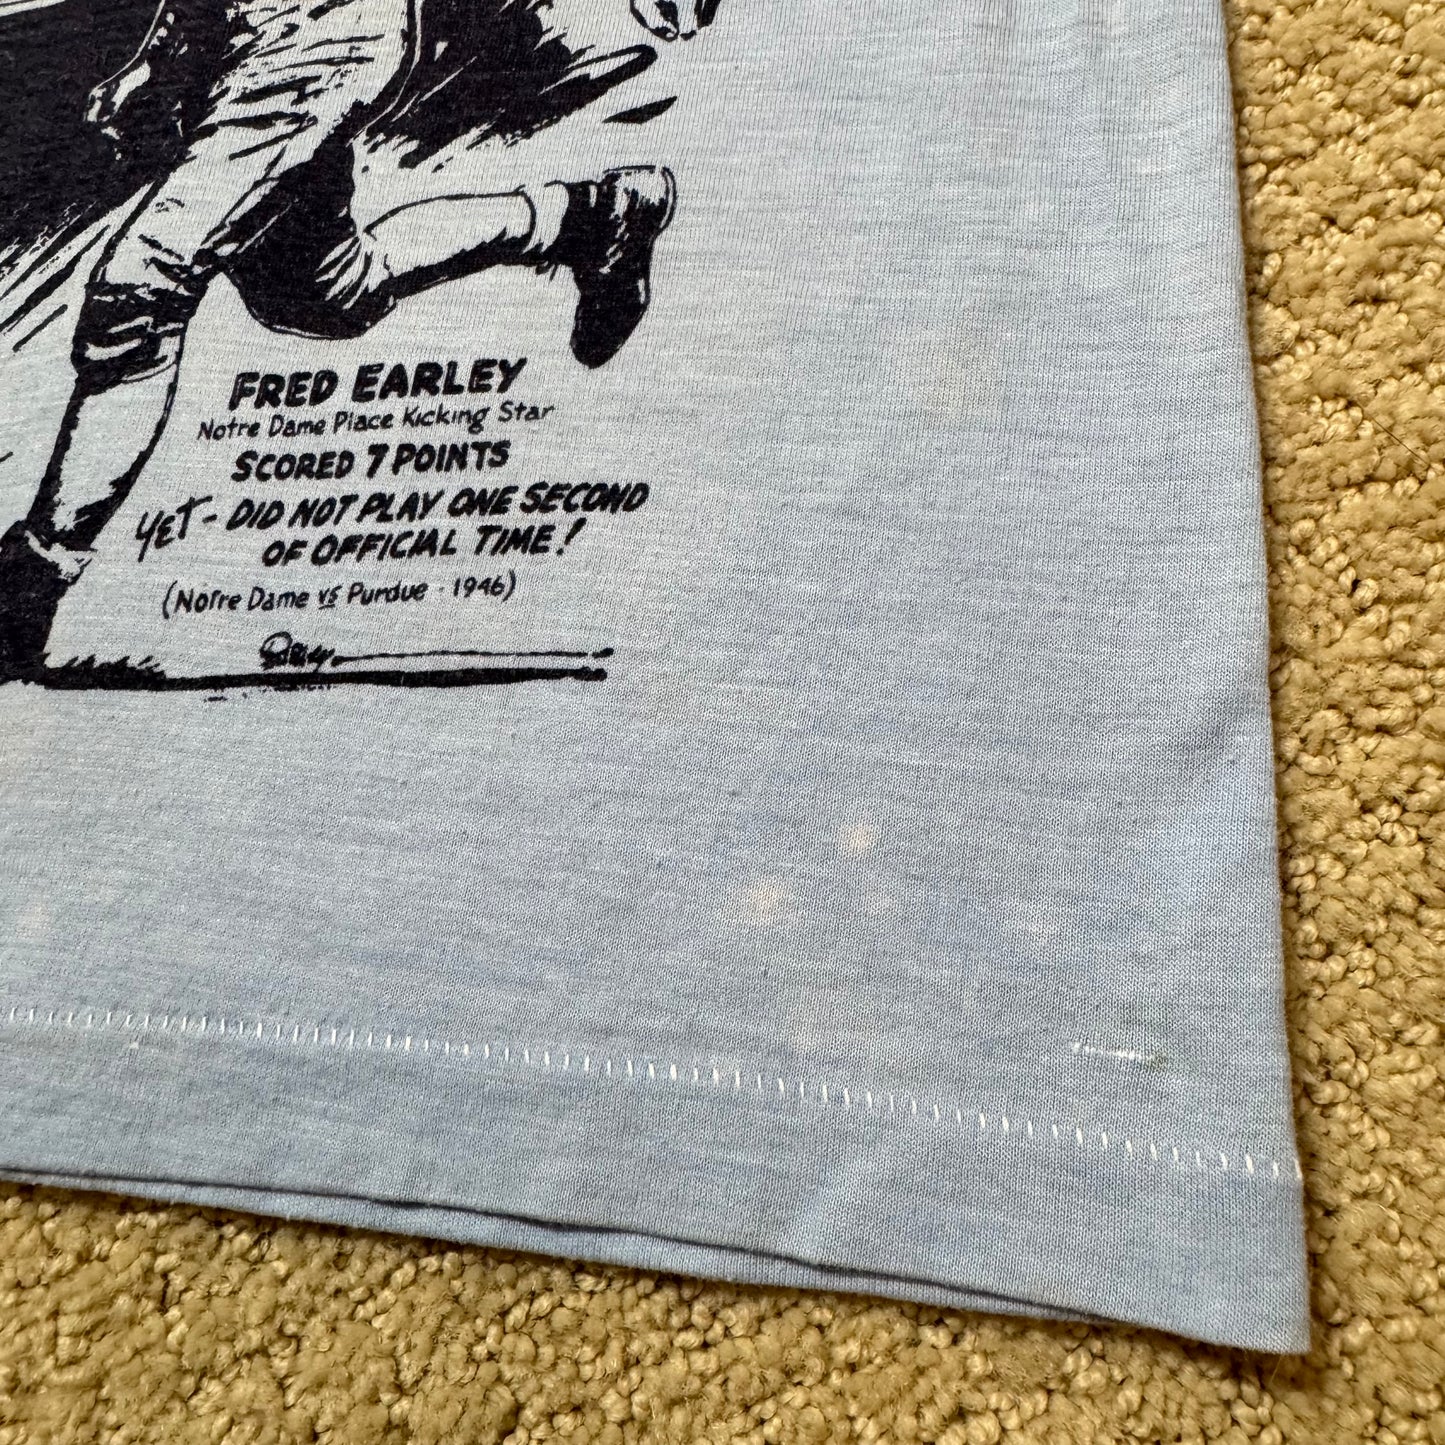 FRED EARLEY
Notre Dame Place Kicking Star
SCORED 7 POINTS
YET - DID NOT PLAY ONE SECOND
OF OFFICIAL TIME!
(Notre Dame vs Purdue · 1946)
Ripley